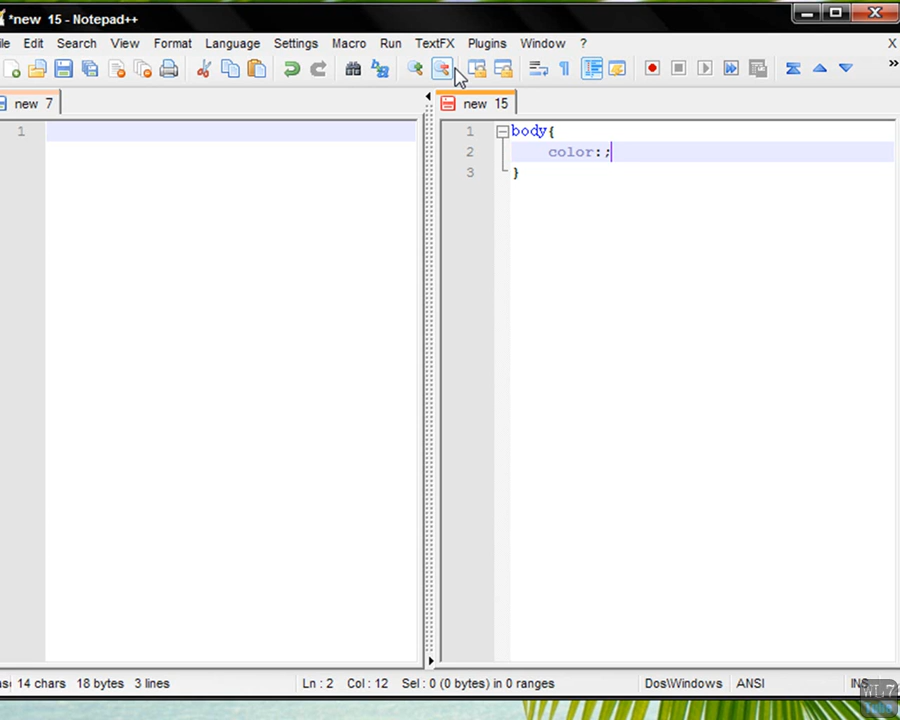 *new 15 - Notepad++
le Edit Search View Format Language Settings Macro Run TextFX Plugins Window ? X
new 7
new 15
1
1 body{
2 color:;
3 }
14 chars 18 bytes 3 lines
Ln : 2 Col : 12 Sel : 0 (0 bytes) in 0 ranges
Dos\Windows ANSI INS